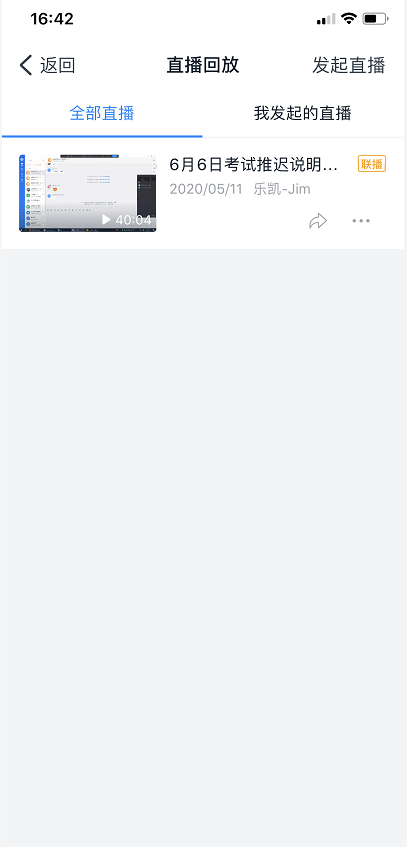 16:42
返回 直播回放 发起直播
全部直播 我发起的直播
6月6日考试推迟说明... 联播
2020/05/11 乐凯-Jim
40:04